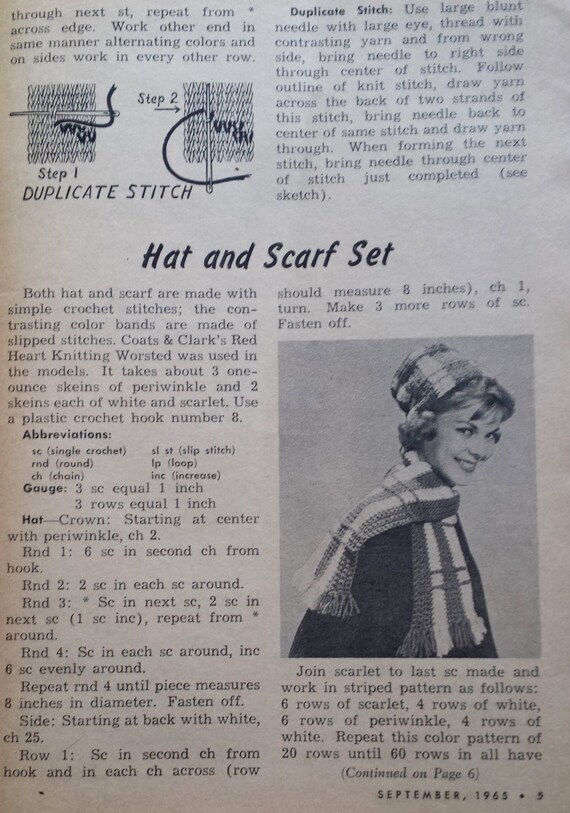 through next st, repeat from *
across edge. Work other end in
same manner alternating colors and
on sides work in every other row.
Step 2
Step 1
DUPLICATE STITCH
Duplicate Stitch: Use large blunt
needle with large eye, thread with
contrasting yarn and from wrong
side, bring needle to right side
through center of stitch. Follow
outline of knit stitch, draw yarn
across the back of two strands of
this stitch, bring needle back to
center of same stitch and draw yarn
through. When forming the next
stitch, bring needle through center
of stitch just completed (see
sketch).
Hat and Scarf Set
Both hat and scarf are made with
simple crochet stitches; the con-
trasting color bands are made of
slipped stitches. Coats & Clark's Red
Heart Knitting Worsted was used in
the models. It takes about 3 one-
ounce skeins of periwinkle and 2
skeins each of white and scarlet. Use
a plastic crochet hook number 8.
Abbreviations:
sc (single crochet) sl st (slip stitch)
rnd (round) lp (loop)
ch (chain) inc (increase)
Gauge: 3 sc equal 1 inch
3 rows equal 1 inch
Hat—Crown: Starting at center
with periwinkle, ch 2.
Rnd 1: 6 sc in second ch from
hook.
Rnd 2: 2 sc in each sc around.
Rnd 3: * Sc in next sc, 2 sc in
next sc (1 sc inc), repeat from *
around.
Rnd 4: Sc in each sc around, inc
6 sc evenly around.
Repeat rnd 4 until piece measures
8 inches in diameter. Fasten off.
Side: Starting at back with white,
ch 25.
Row 1: Sc in second ch from
hook and in each ch across (row
should measure 8 inches), ch 1,
turn. Make 3 more rows of sc.
Fasten off.
Join scarlet to last sc made and
work in striped pattern as follows:
6 rows of scarlet, 4 rows of white,
6 rows of periwinkle, 4 rows of
white. Repeat this color pattern of
20 rows until 60 rows in all have
(Continued on Page 6)
SEPTEMBER, 1965 • 5